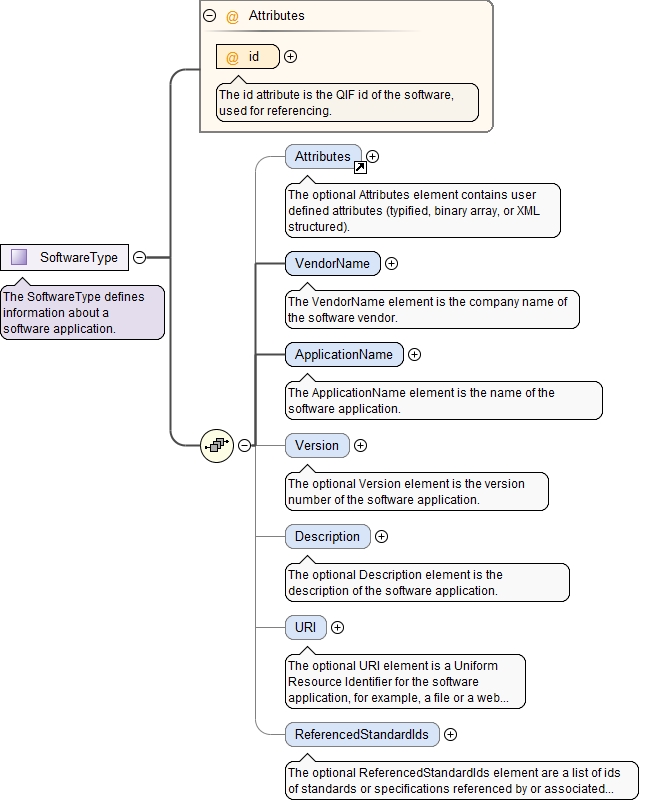 @ Attributes
@ id
The id attribute is the QIF id of the software,
used for referencing.
Attributes
The optional Attributes element contains user
defined attributes (typified, binary array, or XML
structured).
SoftwareType
The SoftwareType defines
information about a
software application.
VendorName
The VendorName element is the company name of
the software vendor.
ApplicationName
The ApplicationName element is the name of the
software application.
Version
The optional Version element is the version
number of the software application.
Description
The optional Description element is the
description of the software application.
URI
The optional URI element is a Uniform
Resource Identifier for the software
application, for example, a file or a web...
ReferencedStandardIds
The optional ReferencedStandardIds element are a list of ids
of standards or specifications referenced by or associated...